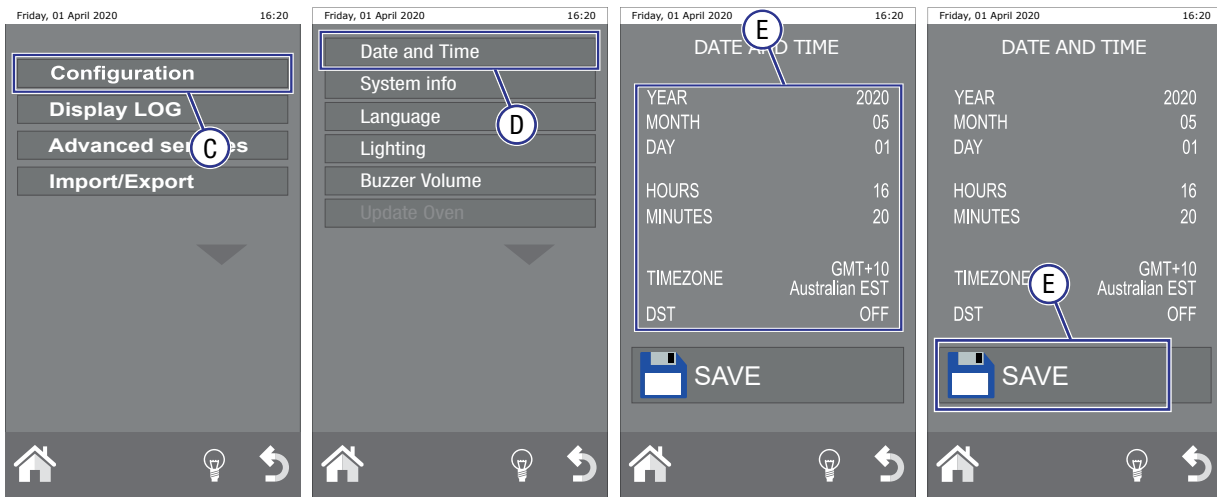 Friday, 01 April 2020 16:20
Configuration
Display LOG
C
Import/Export
Friday, 01 April 2020 16:20
Date and Time
System info
Language
D
Lighting
Buzzer Volume
Update Oven
Friday, 01 April 2020 16:20
E
DATE TIME
YEAR 2020
MONTH 05
DAY 01
HOURS 16
MINUTES 20
TIMEZONE GMT+10
Australian EST
DST OFF
SAVE
Friday, 01 April 2020 16:20
DATE AND TIME
YEAR 2020
MONTH 05
DAY 01
HOURS 16
MINUTES 20
TIMEZONE GMT+10
Australian EST
E
DST OFF
SAVE